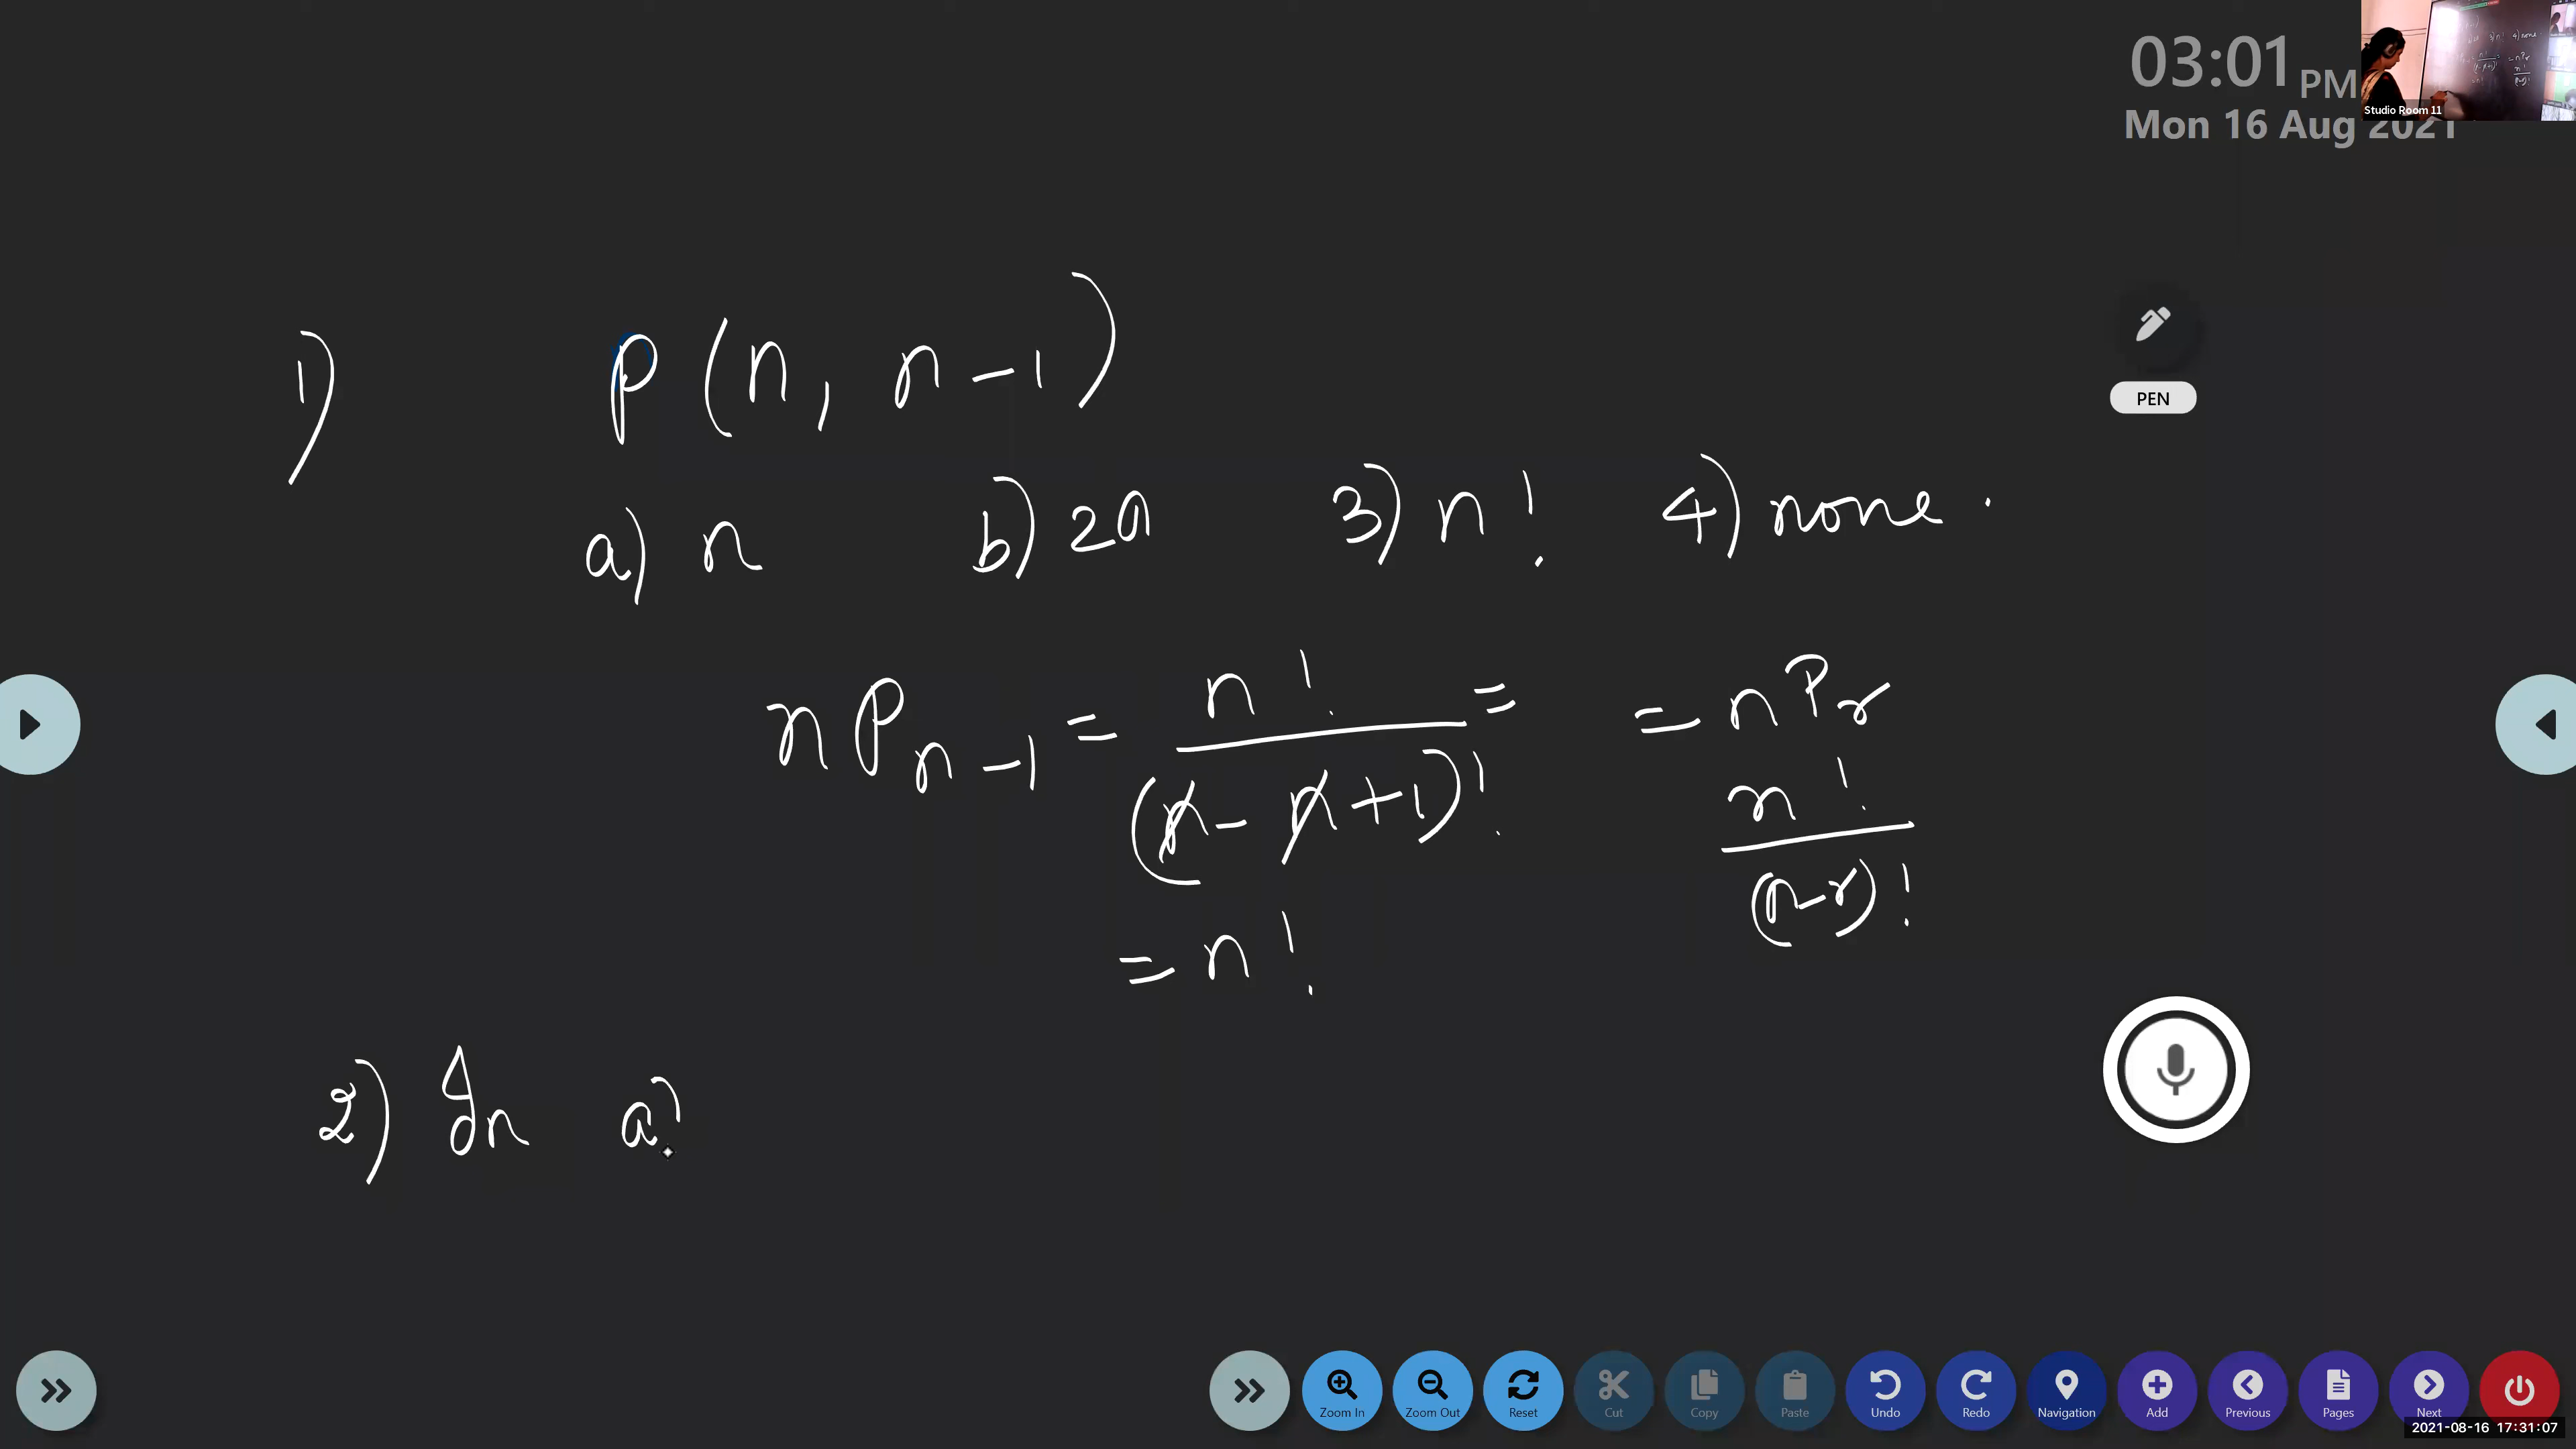 03:01 PM
Mon 16 Aug 2021
Studio Room 11
1) P(n, n-1)
PEN
a) n b) 2n 3) n! 4) none.
nPn-1 = n! / (n - n + 1)! = = nPr
n! / (n-r)!
= n!
2) In a
Zoom In Zoom Out Reset Cut Copy Paste Undo Redo Navigation Add Previous Pages Next
2021-08-16 17:31:07